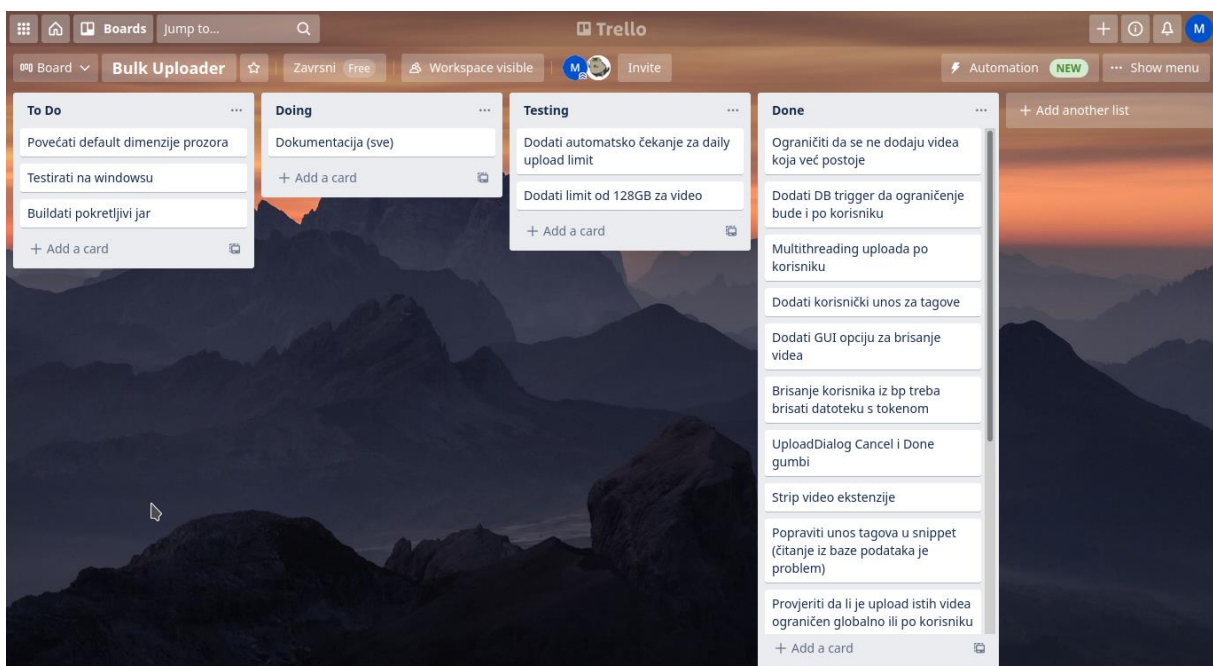 Boards
Jump to...
Trello
M
Board
Bulk Uploader
Zavrsni Free
Workspace visible
M
Invite
Automation NEW
Show menu
To Do
Povećati default dimenzije prozora
Testirati na windowsu
Buildati pokretljivi jar
+ Add a card
Doing
Dokumentacija (sve)
+ Add a card
Testing
Dodati automatsko čekanje za daily
upload limit
Dodati limit od 128GB za video
+ Add a card
Done
Ograničiti da se ne dodaju videa
koja već postoje
Dodati DB trigger da ograničenje
bude i po korisniku
Multithreading uploada po
korisniku
Dodati korisnički unos za tagove
Dodati GUI opciju za brisanje
videa
Brisanje korisnika iz bp treba
brisati datoteku s tokenom
UploadDialog Cancel i Done
gumbi
Strip video ekstenzije
Popraviti unos tagova u snippet
(čitanje iz baze podataka je
problem)
Provjeriti da li je upload istih videa
ograničen globalno ili po korisniku
+ Add a card
+ Add another list